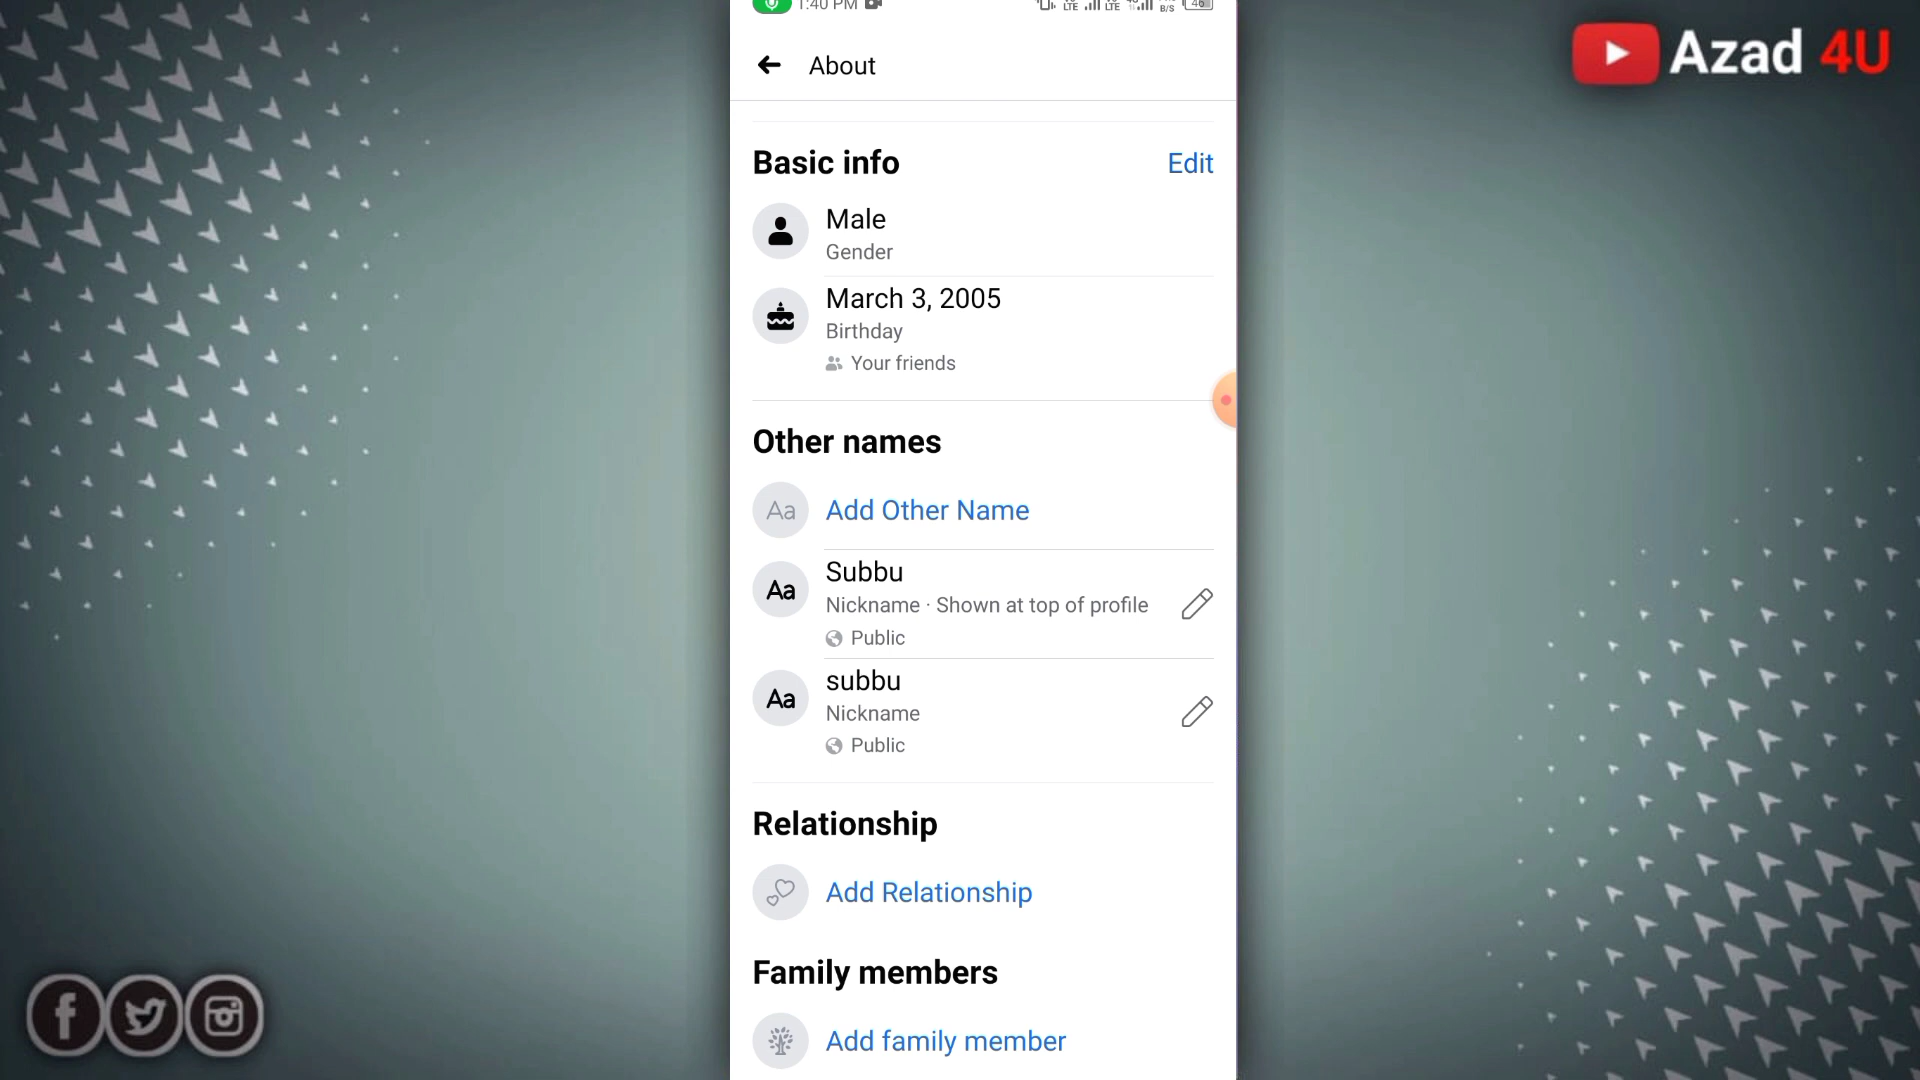 1:40 PM
Azad 4U
About
Basic info
Edit
Male
Gender
March 3, 2005
Birthday
Your friends
Other names
Aa
Add Other Name
Aa
Subbu
Nickname · Shown at top of profile
Public
Aa
subbu
Nickname
Public
Relationship
Add Relationship
Family members
Add family member